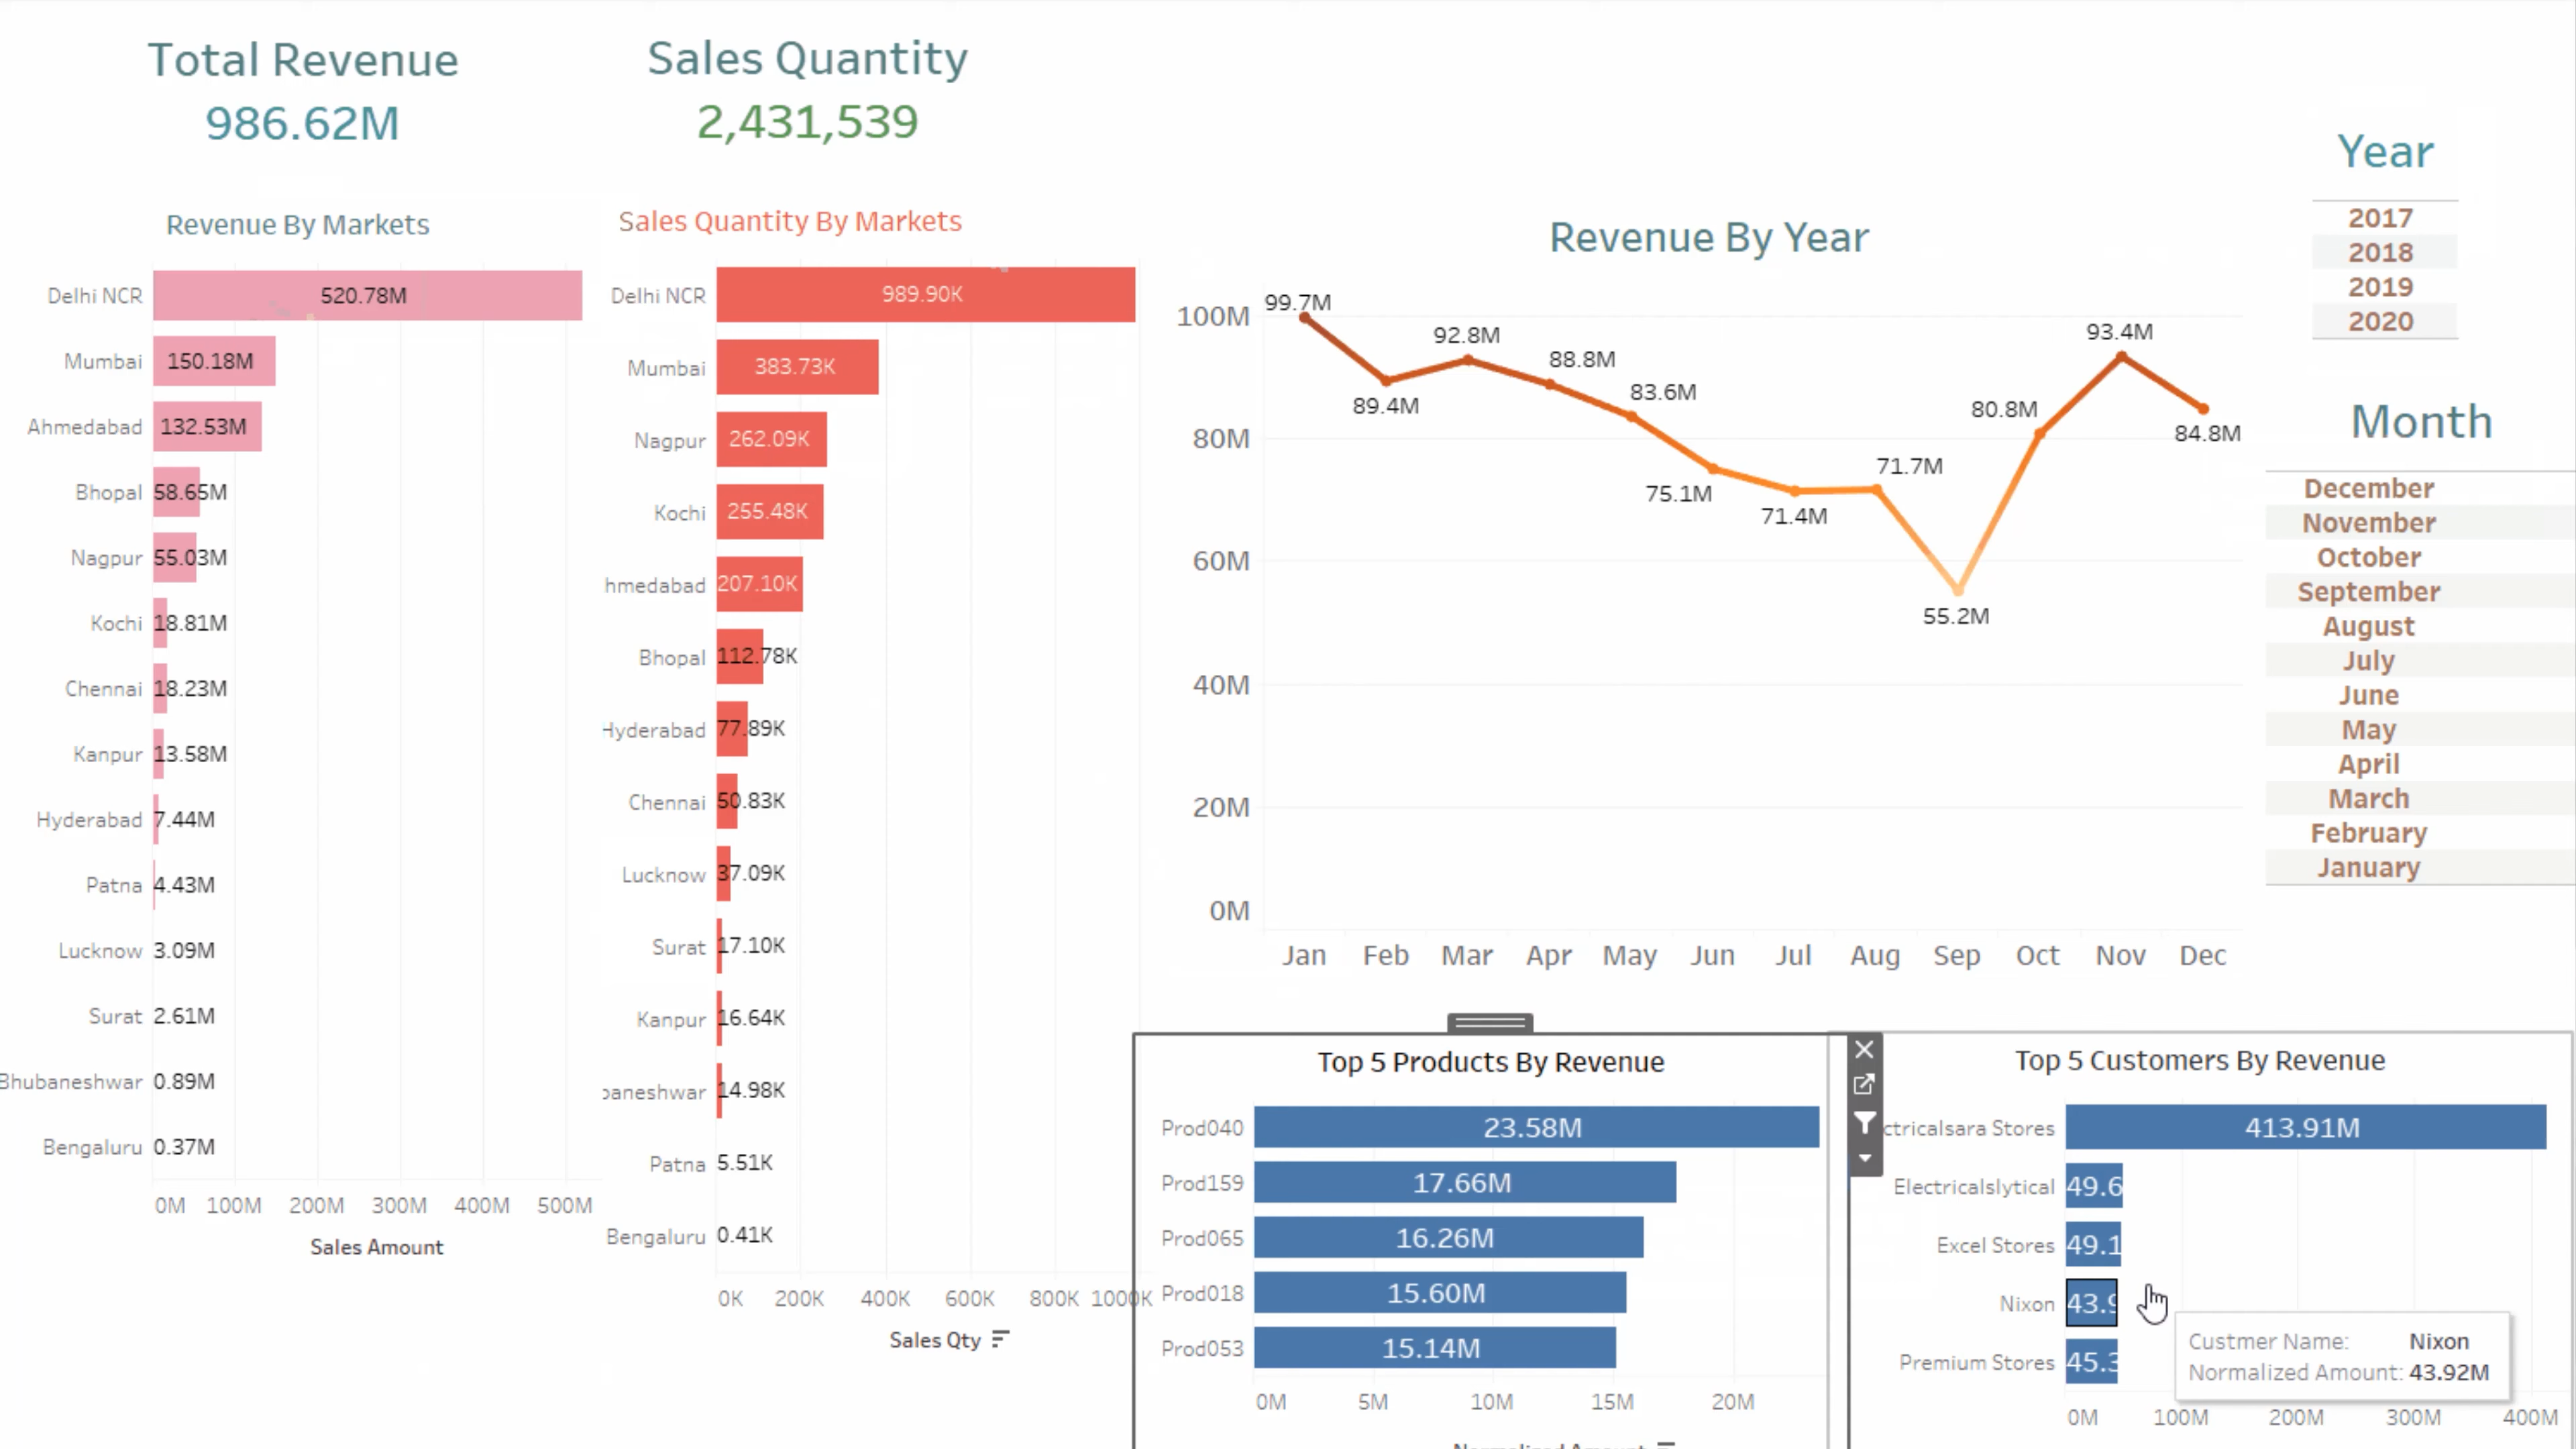 Total Revenue
986.62M
Sales Quantity
2,431,539
Revenue By Markets
Delhi NCR 520.78M
Mumbai 150.18M
Ahmedabad 132.53M
Bhopal 58.65M
Nagpur 55.03M
Kochi 18.81M
Chennai 18.23M
Kanpur 13.58M
Hyderabad 7.44M
Patna 4.43M
Lucknow 3.09M
Surat 2.61M
Bhubaneshwar 0.89M
Bengaluru 0.37M
0M 100M 200M 300M 400M 500M
Sales Amount
Sales Quantity By Markets
Delhi NCR 989.90K
Mumbai 383.73K
Nagpur 262.09K
Kochi 255.48K
hmedabad 207.10K
Bhopal 112.78K
Hyderabad 77.89K
Chennai 50.83K
Lucknow 37.09K
Surat 17.10K
Kanpur 16.64K
baneshwar 14.98K
Patna 5.51K
Bengaluru 0.41K
0K 200K 400K 600K 800K 1000K
Sales Qty
Revenue By Year
100M
80M
60M
40M
20M
0M
99.7M
89.4M
92.8M
88.8M
83.6M
75.1M
71.4M
71.7M
55.2M
80.8M
93.4M
84.8M
Jan Feb Mar Apr May Jun Jul Aug Sep Oct Nov Dec
Year
2017
2018
2019
2020
Month
December
November
October
September
August
July
June
May
April
March
February
January
Top 5 Products By Revenue
Prod040 23.58M
Prod159 17.66M
Prod065 16.26M
Prod018 15.60M
Prod053 15.14M
0M 5M 10M 15M 20M
Top 5 Customers By Revenue
ctricalsara Stores 413.91M
Electricalslytical 49.6
Excel Stores 49.1
Nixon 43.9
Premium Stores 45.3
Custmer Name: Nixon
Normalized Amount: 43.92M
0M 100M 200M 300M 400M